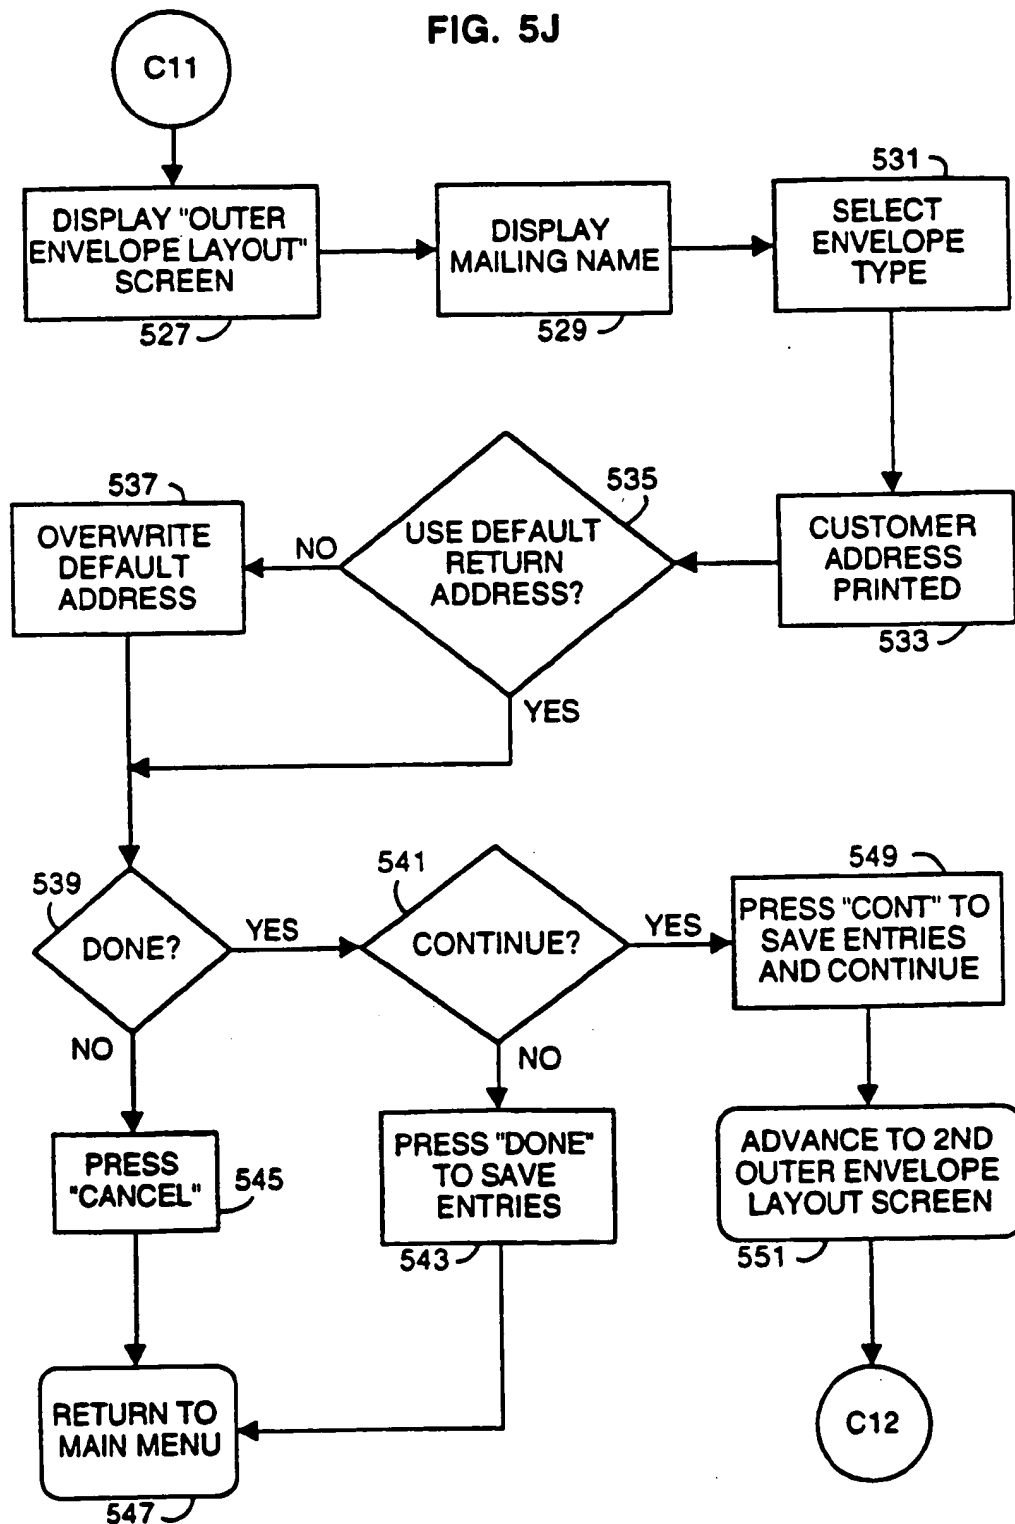 FIG. 5J
C11
DISPLAY "OUTER
ENVELOPE LAYOUT"
SCREEN
527
DISPLAY
MAILING NAME
529
531
SELECT
ENVELOPE
TYPE
537
OVERWRITE
DEFAULT
ADDRESS
NO
535
USE DEFAULT
RETURN
ADDRESS?
YES
CUSTOMER
ADDRESS
PRINTED
533
539
DONE?
YES
NO
541
CONTINUE?
YES
NO
549
PRESS "CONT" TO
SAVE ENTRIES
AND CONTINUE
PRESS
"CANCEL"
545
PRESS "DONE"
TO SAVE
ENTRIES
543
ADVANCE TO 2ND
OUTER ENVELOPE
LAYOUT SCREEN
551
RETURN TO
MAIN MENU
547
C12